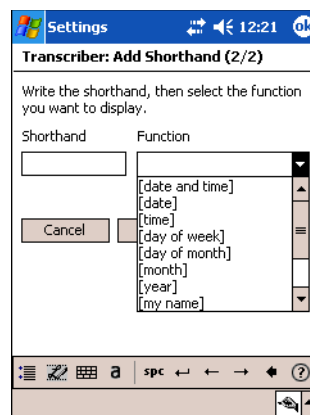 Settings 12:21 ok
Transcriber: Add Shorthand (2/2)
Write the shorthand, then select the function
you want to display.
Shorthand Function
[date and time]
[date]
[time]
[day of week]
[day of month]
[month]
[year]
[my name]
Cancel
a spc ?